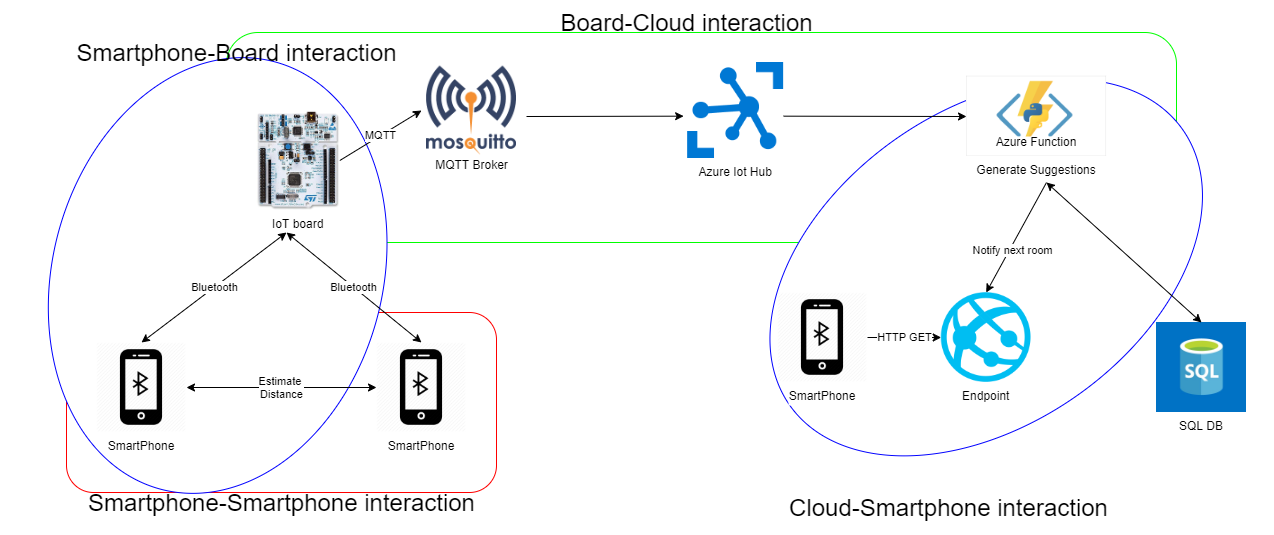 Board-Cloud interaction
Smartphone-Board interaction
mosquitto
MQTT
MQTT Broker
Azure Iot Hub
Azure Function
Generate Suggestions
IoT board
Notify next room
Bluetooth
Bluetooth
HTTP GET
SQL
Estimate
Distance
SmartPhone
Endpoint
SQL DB
SmartPhone
SmartPhone
Smartphone-Smartphone interaction
Cloud-Smartphone interaction